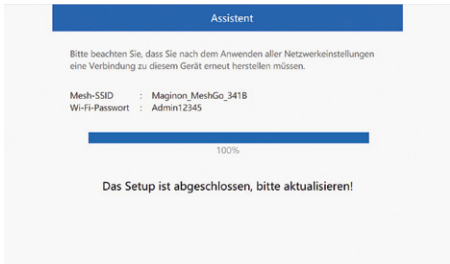 Assistent
Bitte beachten Sie, dass Sie nach dem Anwenden aller Netzwerkeinstellungen
eine Verbindung zu diesem Gerät erneut herstellen müssen.
Mesh-SSID : Maginon_MeshGo_341B
Wi-Fi-Passwort : Admin12345
100%
Das Setup ist abgeschlossen, bitte aktualisieren!